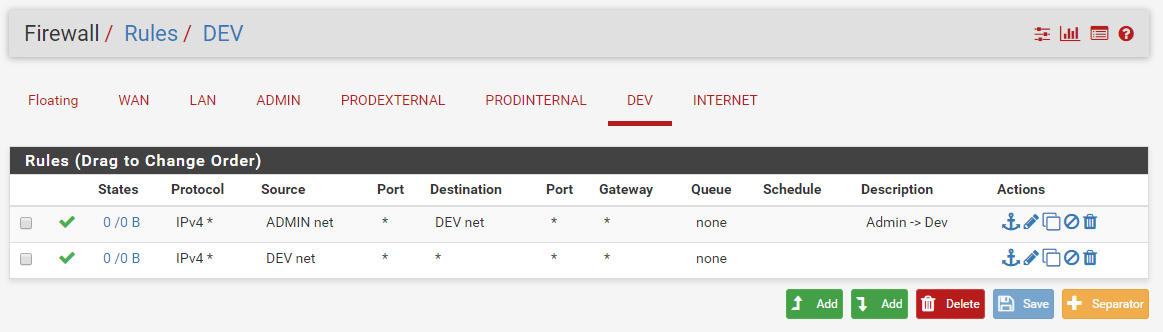 Firewall / Rules / DEV
Floating WAN LAN ADMIN PRODEXTERNAL PRODINTERNAL DEV INTERNET
Rules (Drag to Change Order)
States Protocol Source Port Destination Port Gateway Queue Schedule Description Actions
0 /0 B IPv4 * ADMIN net * DEV net * * none Admin -> Dev
0 /0 B IPv4 * DEV net * * * * none
Add Add Delete Save Separator